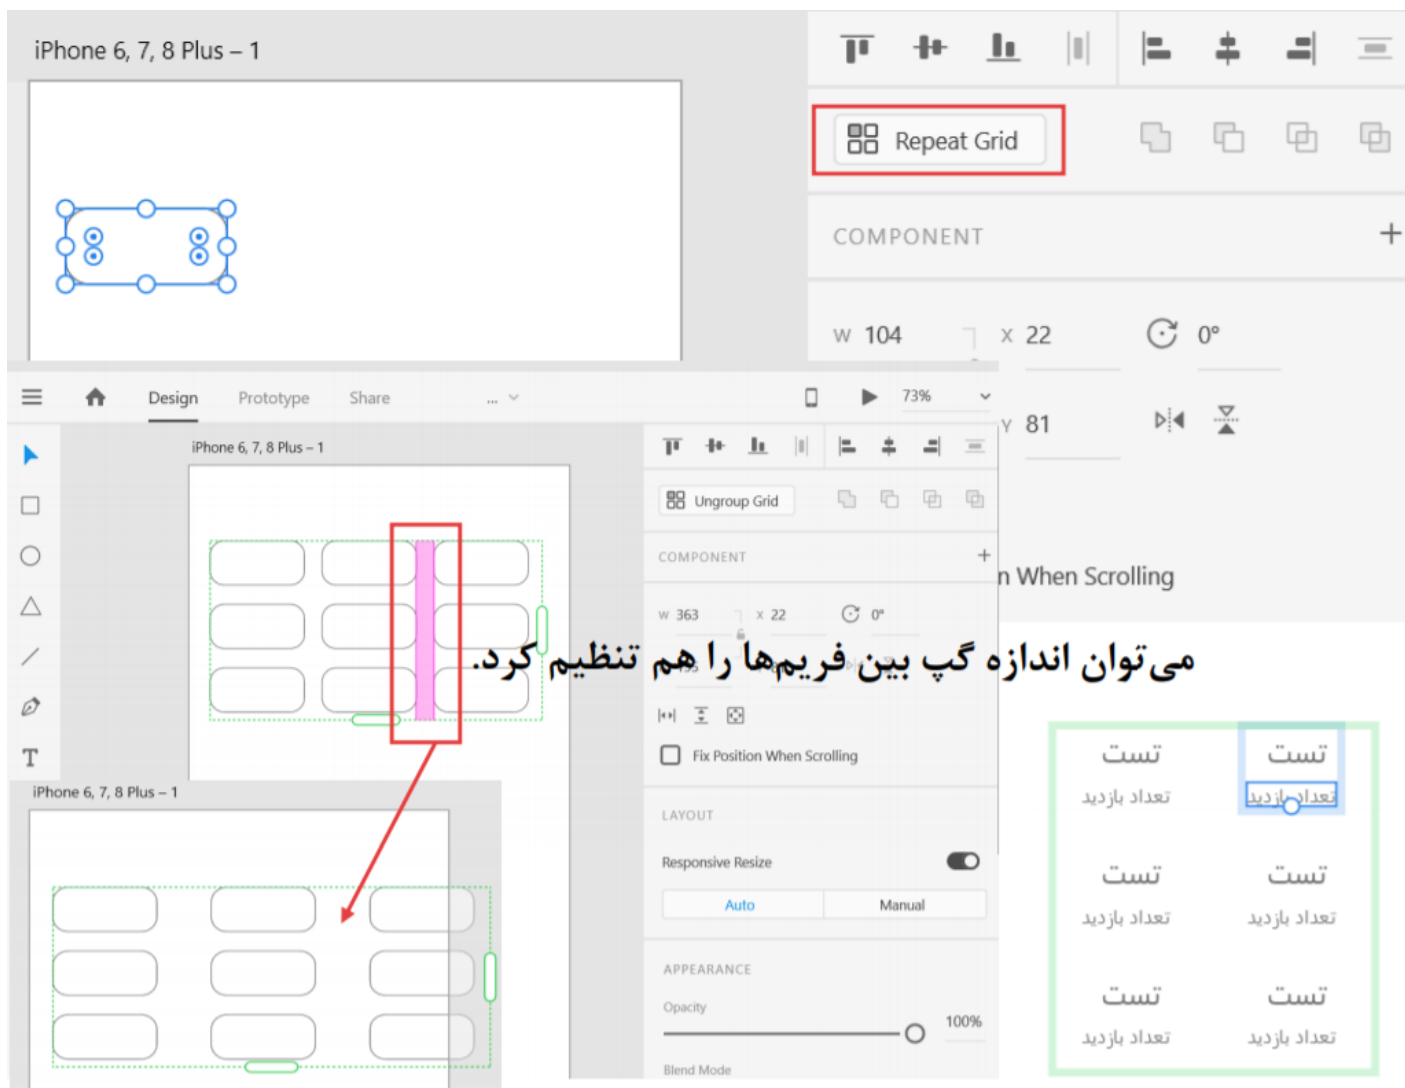 iPhone 6, 7, 8 Plus – 1
Repeat Grid
COMPONENT
W 104
X 22
0°
Y 81
n When Scrolling
Design
Prototype
Share
...
73%
iPhone 6, 7, 8 Plus – 1
Ungroup Grid
COMPONENT
W 363
X 22
0°
می‌توان اندازه گپ بین فریم‌ها را هم تنظیم کرد.
Fix Position When Scrolling
LAYOUT
Responsive Resize
Auto
Manual
APPEARANCE
Opacity
100%
Blend Mode
T
iPhone 6, 7, 8 Plus – 1
تست
تست
تعداد بازدید
تعداد بازدید
تست
تست
تعداد بازدید
تعداد بازدید
تست
تست
تعداد بازدید
تعداد بازدید